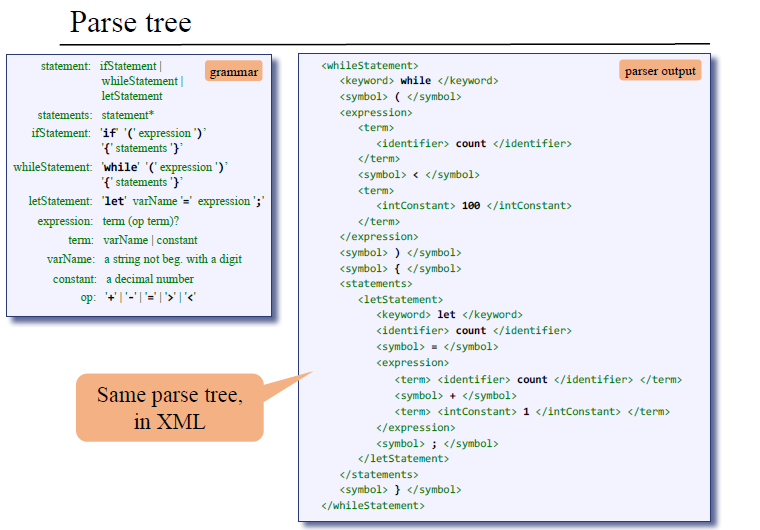 Parse tree
grammar
statement: ifStatement |
whileStatement |
letStatement
statements: statement*
ifStatement: 'if' '(' expression ')'
'{' statements '}'
whileStatement: 'while' '(' expression ')'
'{' statements '}'
letStatement: 'let' varName '=' expression ';'
expression: term (op term)?
term: varName | constant
varName: a string not beg. with a digit
constant: a decimal number
op: '+' | '-' | '=' | '>' | '<'
parser output
<whileStatement>
<keyword> while </keyword>
<symbol> ( </symbol>
<expression>
<term>
<identifier> count </identifier>
</term>
<symbol> < </symbol>
<term>
<intConstant> 100 </intConstant>
</term>
</expression>
<symbol> ) </symbol>
<symbol> { </symbol>
<statements>
<letStatement>
<keyword> let </keyword>
<identifier> count </identifier>
<symbol> = </symbol>
<expression>
<term> <identifier> count </identifier> </term>
<symbol> + </symbol>
<term> <intConstant> 1 </intConstant> </term>
</expression>
<symbol> ; </symbol>
</letStatement>
</statements>
<symbol> } </symbol>
</whileStatement>
Same parse tree,
in XML